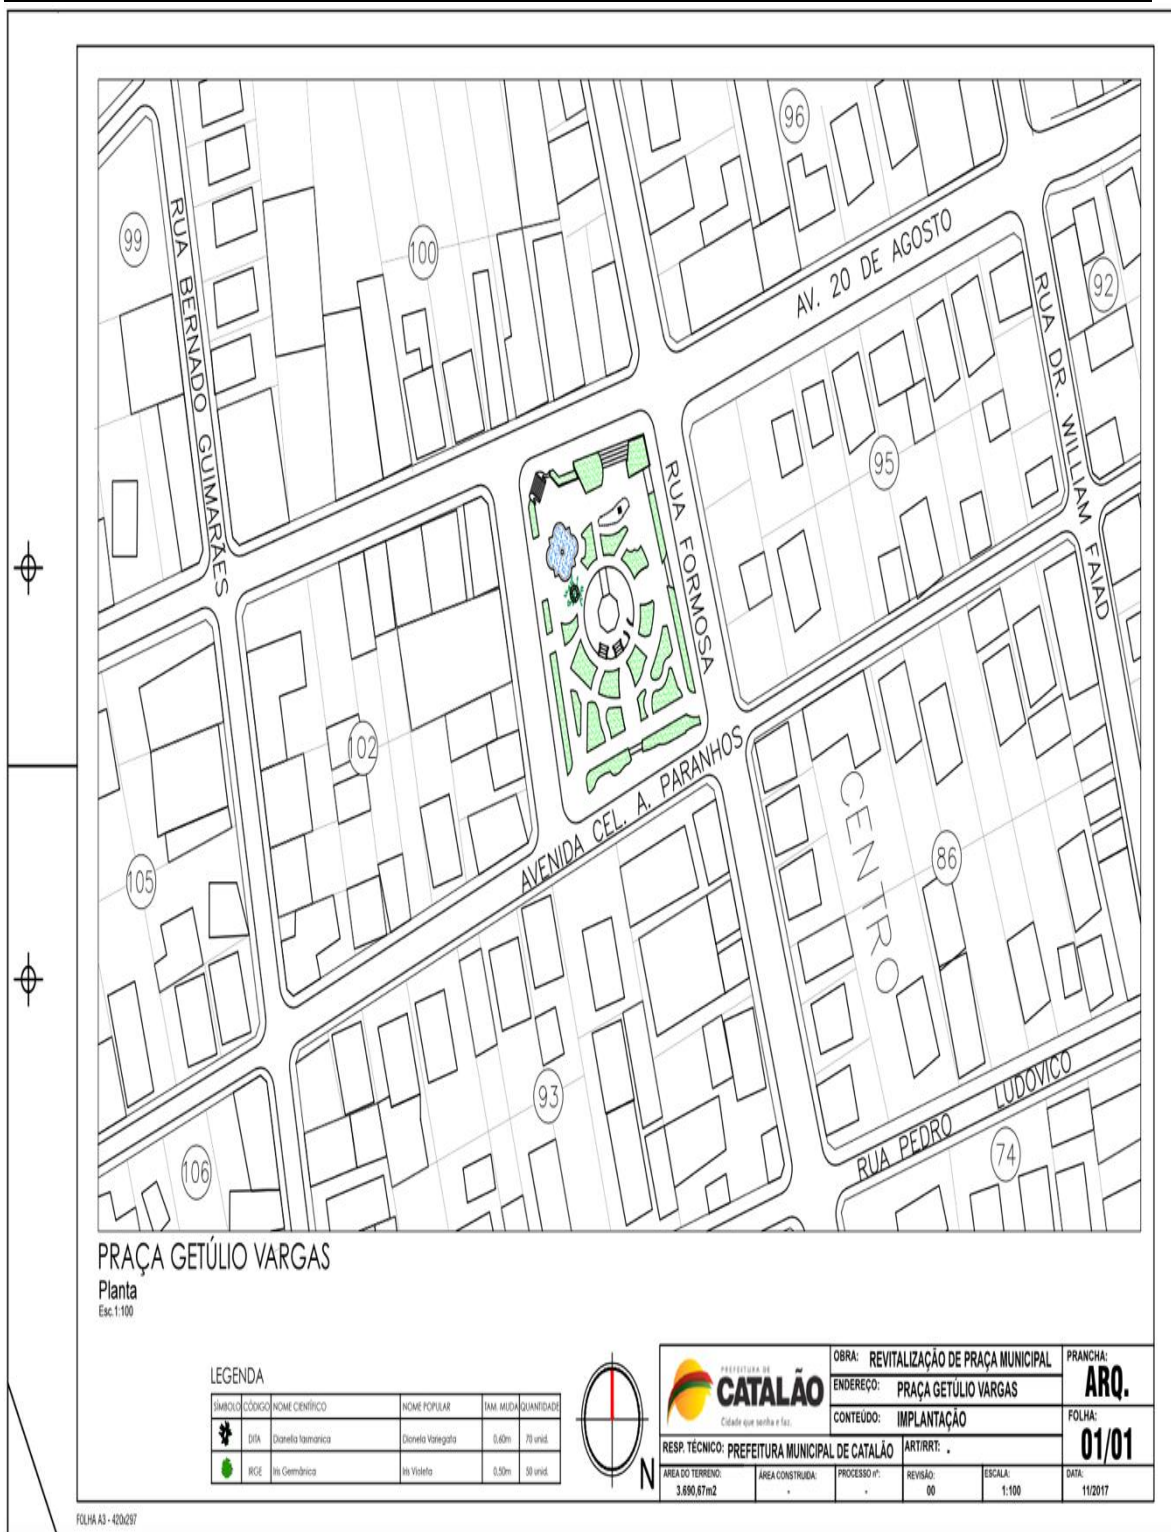 96
99
RUA BERNADO GUIMARÃES
100
AV. 20 DE AGOSTO
92
RUA DR. WILLIAM FAIAD
95
RUA FORMOSA
102
AVENIDA CEL. A. PARANHOS
CENTRO
105
86
93
RUA PEDRO LUDOVICO
106
74
PRAÇA GETÚLIO VARGAS
Planta
Esc.1:100
LEGENDA
SÍMBOLO CÓDIGO NOME CIENTÍFICO NOME POPULAR TAM. MUDA QUANTIDADE
DITA Dianella tasmanica Dionela Variegata 0,60m 70 unid.
IRGE Iris Germânica Iris Violeta 0,50m 50 unid.
N
PREFEITURA DE
CATALÃO
Cidade que sonha e faz.
OBRA: REVITALIZAÇÃO DE PRAÇA MUNICIPAL
ENDEREÇO: PRAÇA GETÚLIO VARGAS
CONTEÚDO: IMPLANTAÇÃO
PRANCHA:
ARQ.
FOLHA:
01/01
RESP. TÉCNICO: PREFEITURA MUNICIPAL DE CATALÃO
ART/RRT: .
ÁREA DO TERRENO:
3.690,67m2
ÁREA CONSTRUIDA:
-
PROCESSO nº:
-
REVISÃO:
00
ESCALA:
1:100
DATA:
11/2017
FOLHA A3 - 420x297